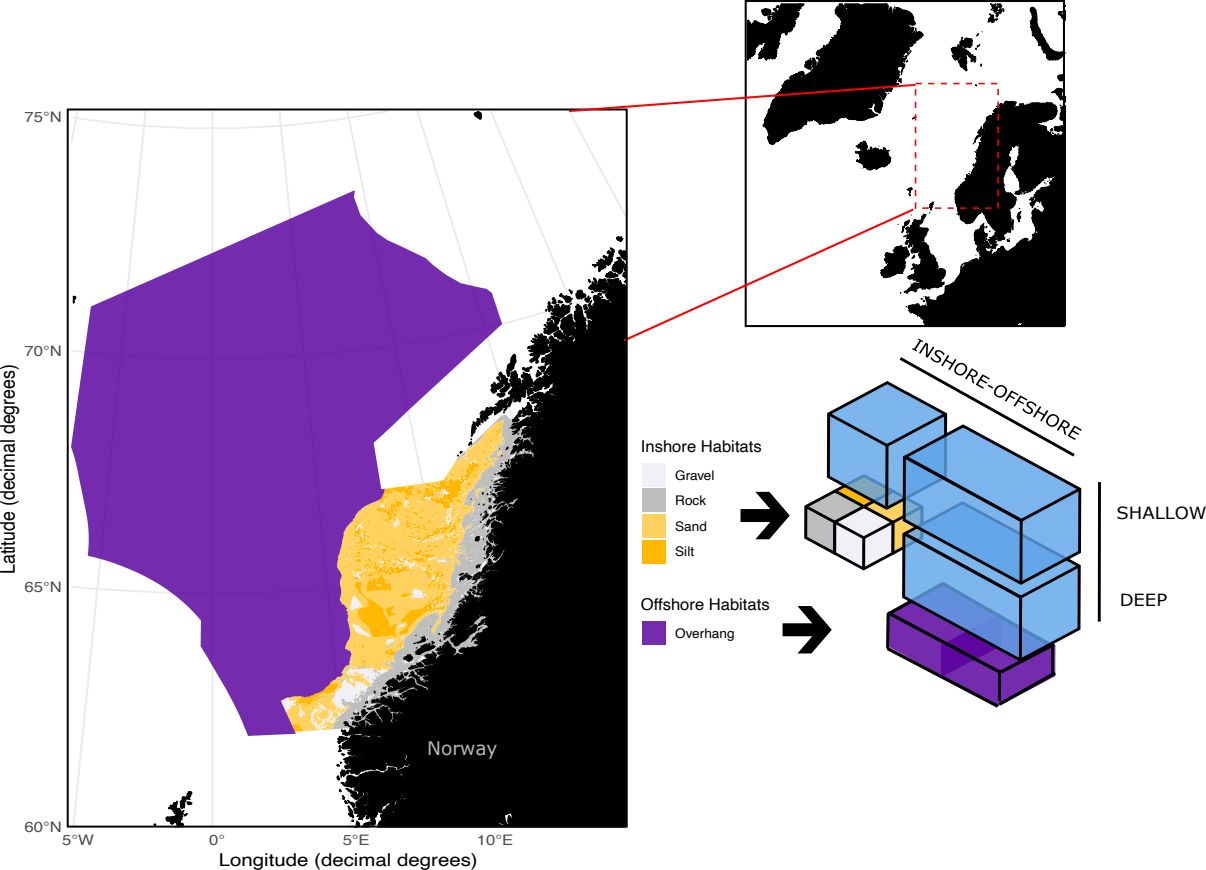 75°N
70°N
65°N
60°N
Latitude (decimal degrees)
5°W
0°
5°E
10°E
Longitude (decimal degrees)
Norway
Inshore Habitats
Gravel
Rock
Sand
Silt
Offshore Habitats
Overhang
INSHORE-OFFSHORE
SHALLOW
DEEP